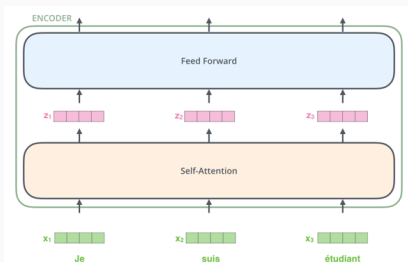 ENCODER
Feed Forward
z₁ z₂ z₃
Self-Attention
x₁ x₂ x₃
Je suis étudiant